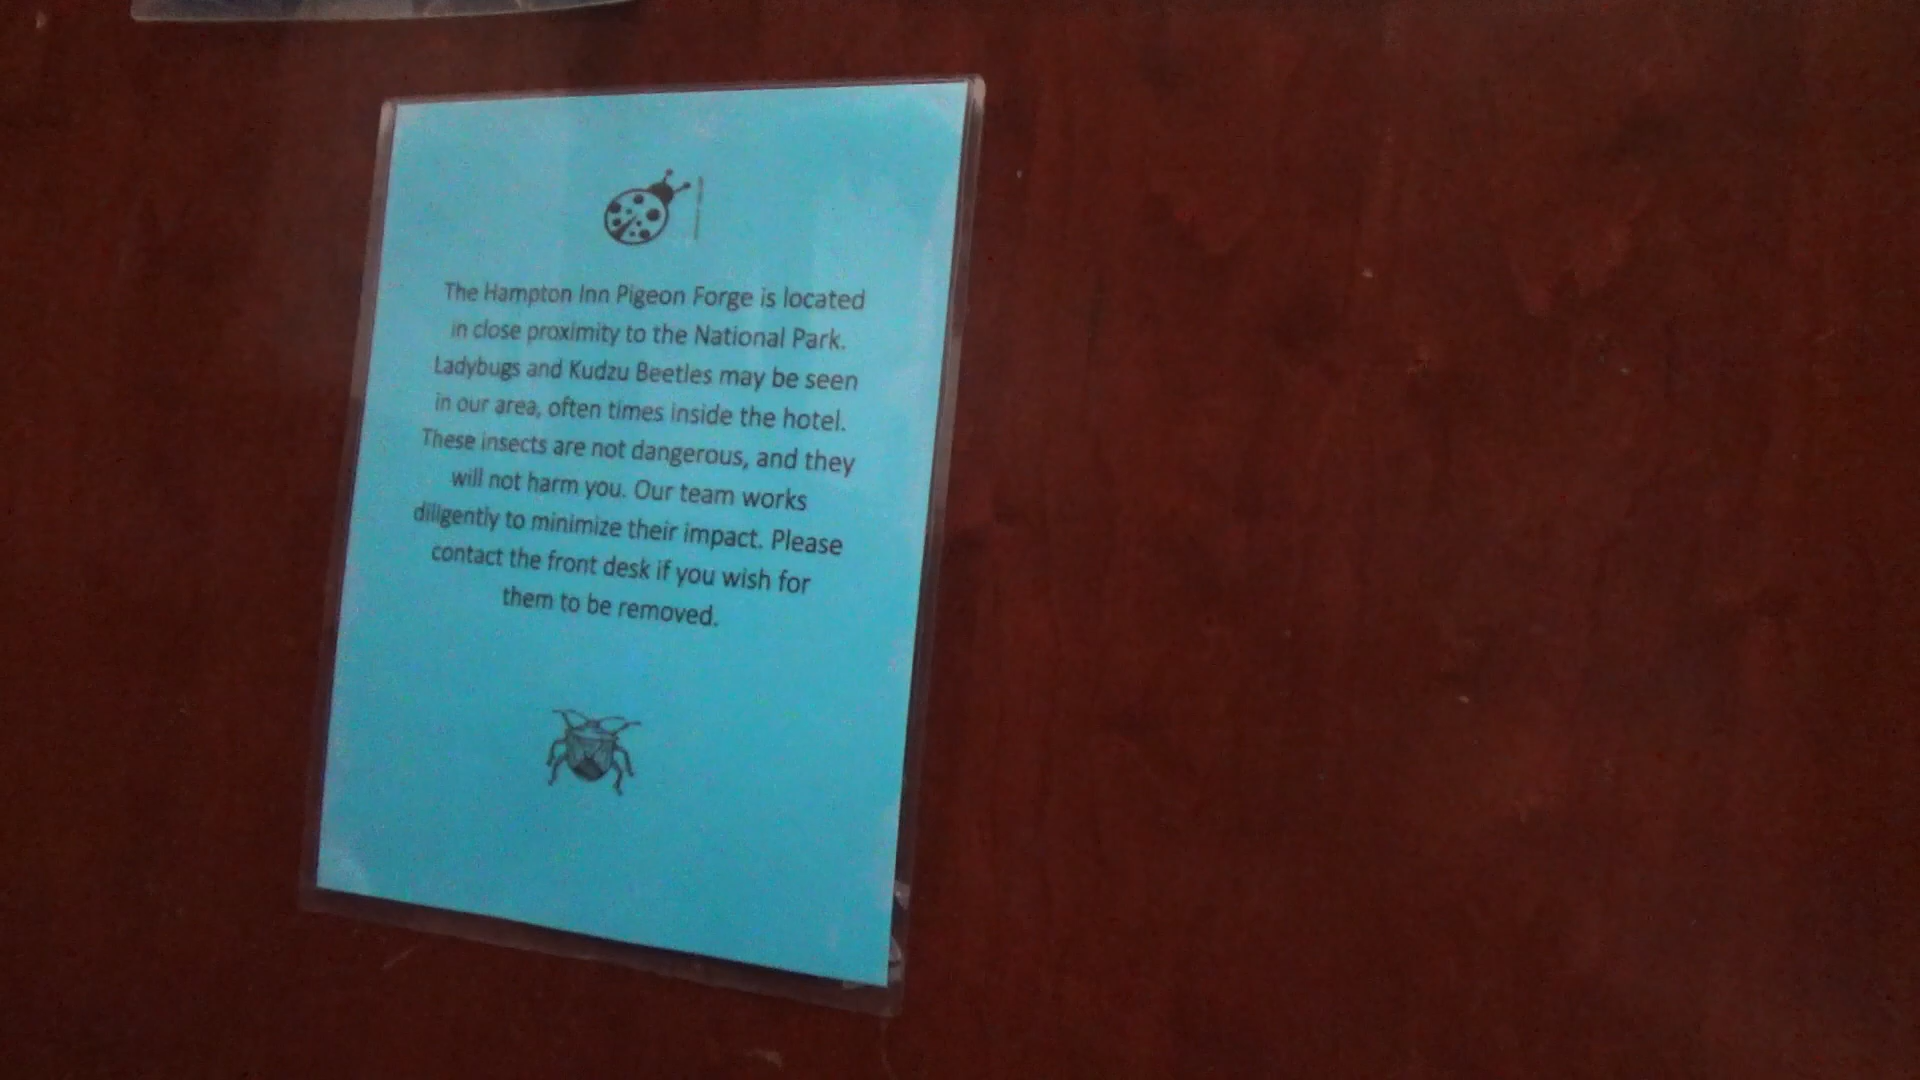 The Hampton Inn Pigeon Forge is located
in close proximity to the National Park.
Ladybugs and Kudzu Beetles may be seen
in our area, often times inside the hotel.
These insects are not dangerous, and they
will not harm you. Our team works
diligently to minimize their impact. Please
contact the front desk if you wish for
them to be removed.